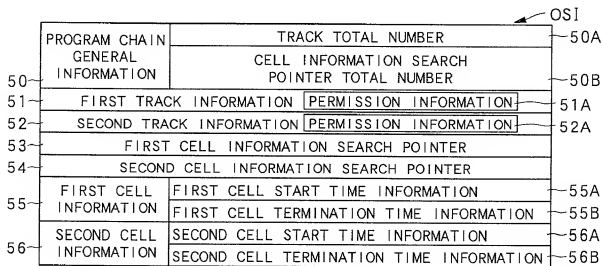 OSI
PROGRAM CHAIN
GENERAL
INFORMATION
50
TRACK TOTAL NUMBER
50A
CELL INFORMATION SEARCH
POINTER TOTAL NUMBER
50B
51
FIRST TRACK INFORMATION PERMISSION INFORMATION
51A
52
SECOND TRACK INFORMATION PERMISSION INFORMATION
52A
53
FIRST CELL INFORMATION SEARCH POINTER
54
SECOND CELL INFORMATION SEARCH POINTER
FIRST CELL
INFORMATION
55
FIRST CELL START TIME INFORMATION
55A
FIRST CELL TERMINATION TIME INFORMATION
55B
SECOND CELL
INFORMATION
56
SECOND CELL START TIME INFORMATION
56A
SECOND CELL TERMINATION TIME INFORMATION
56B